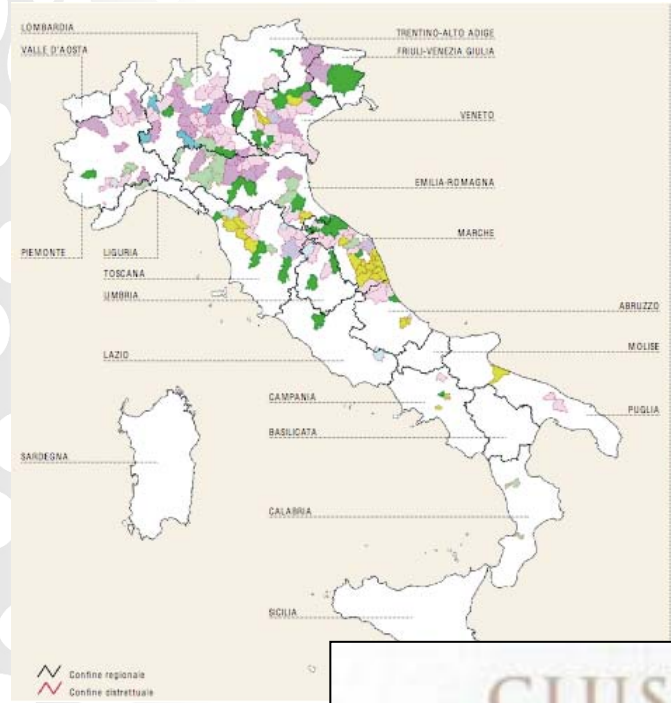 LOMBARDIA
VALLE D'AOSTA
TRENTINO-ALTO ADIGE
FRIULI-VENEZIA GIULIA
VENETO
EMILIA-ROMAGNA
MARCHE
PIEMONTE
LIGURIA
TOSCANA
UMBRIA
ABRUZZO
LAZIO
MOLISE
CAMPANIA
PUGLIA
BASILICATA
SARDEGNA
CALABRIA
SICILIA
Confine regionale
Confine distrettuale